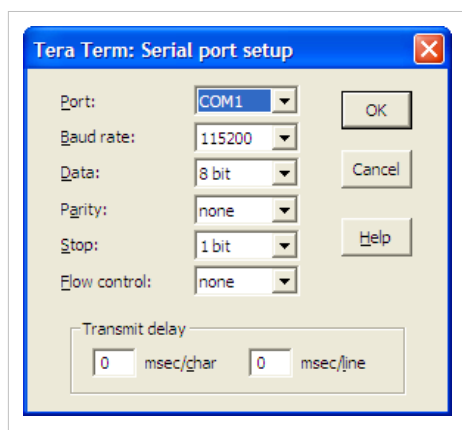 Tera Term: Serial port setup
Port: COM1 OK
Baud rate: 115200
Data: 8 bit Cancel
Parity: none
Stop: 1 bit Help
Flow control: none
Transmit delay
0 msec/char 0 msec/line